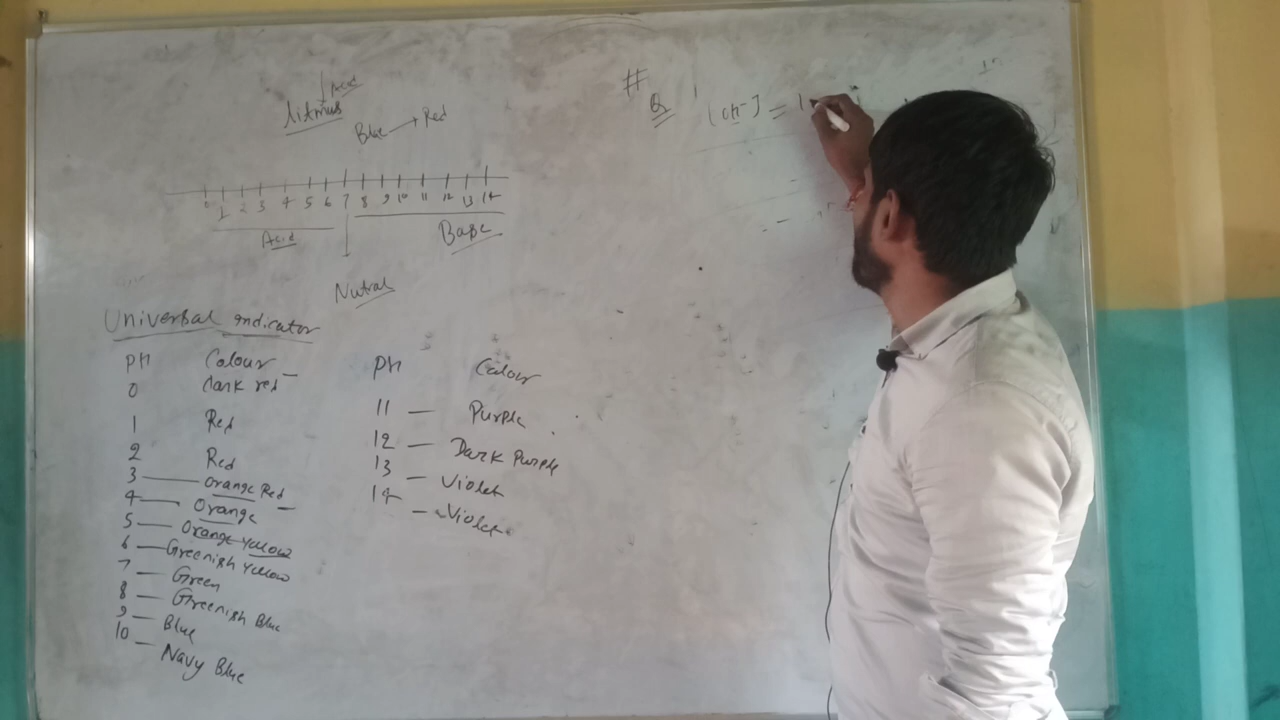 Acid
litmus
Blue → Red
1 2 3 4 5 6 7 8 9 10 11 12 13 14
Acid
Base
Nutral
Univerbal indicator
PH Colour
0 dark red
1 Red
2 Red
3 — orange Red
4 — Orange
5 — Orange Yellow
6 — Greenish Yellow
7 — Green
8 — Greenish Blue
9 — Blue
10 — Navy Blue
PH Colour
11 — Purple
12 — Dark Purple
13 — Violet
14 — Violet
#
Q [OH-] = 1